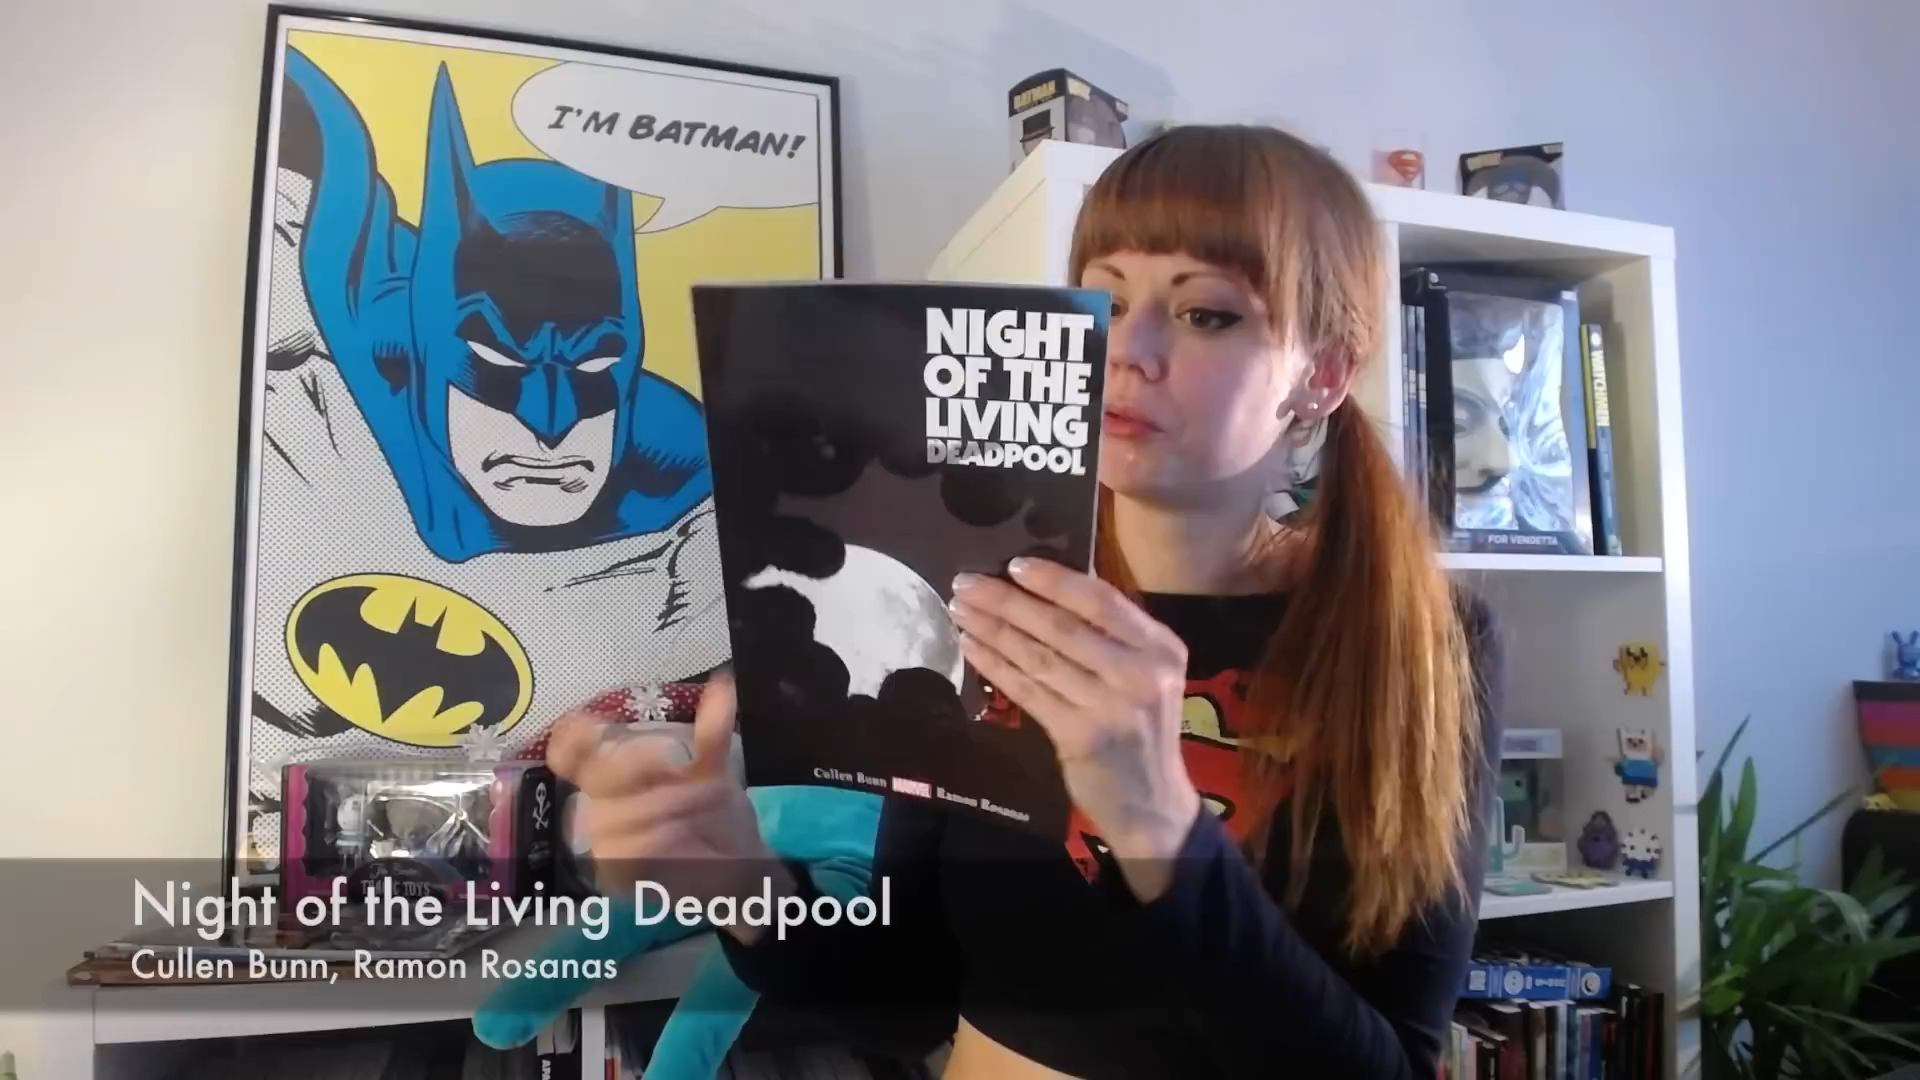 I'M BATMAN!
BATMAN
NIGHT
OF THE
LIVING
DEADPOOL
WATCHMEN
FOR VENDETTA
Cullen Bunn MARVEL Ramon Rosanas
Night of the Living Deadpool
Cullen Bunn, Ramon Rosanas